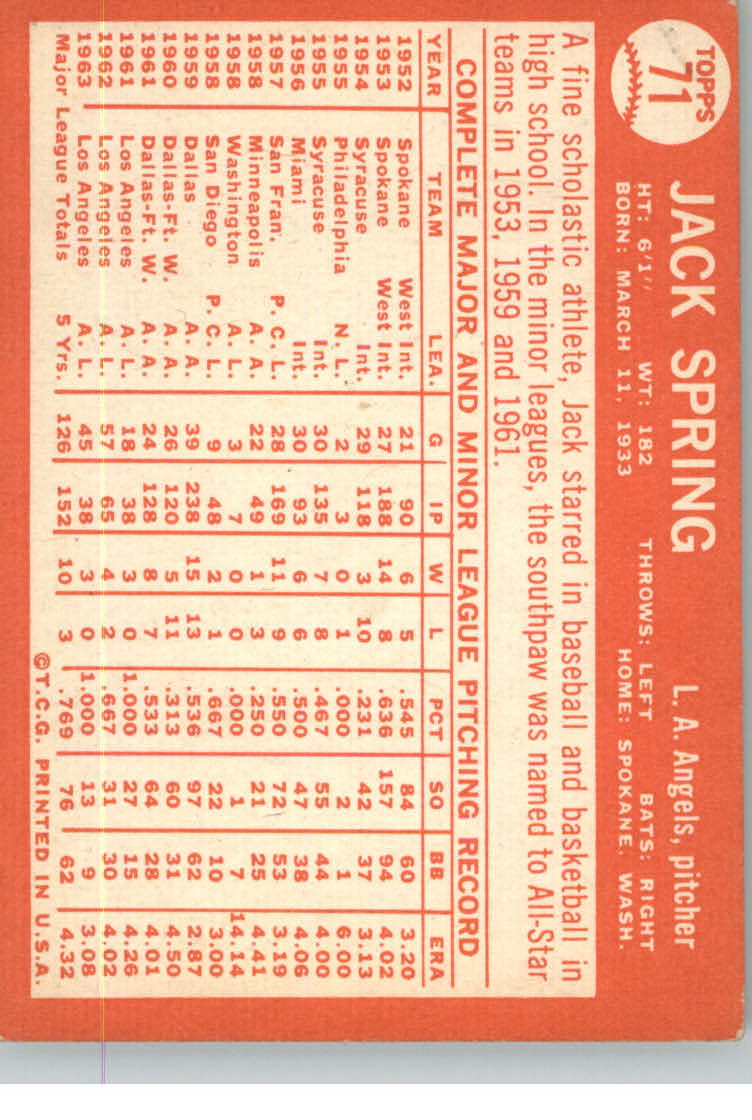 TOPPS
71
JACK SPRING
L. A. Angels, pitcher
HT: 6'1" WT: 182 THROWS: LEFT BATS: RIGHT
BORN: MARCH 11, 1933 HOME: SPOKANE, WASH.
A fine scholastic athlete, Jack starred in baseball and basketball in
high school. In the minor leagues, the southpaw was named to All-Star
teams in 1953, 1959 and 1961.
COMPLETE MAJOR AND MINOR LEAGUE PITCHING RECORD
YEAR TEAM LEA. G IP W L PCT SO BB ERA
1952 Spokane West Int. 21 90 6 5 .545 84 60 3.20
1953 Spokane West Int. 27 188 14 8 .636 157 94 4.02
1954 Syracuse Int. 29 118 3 10 .231 42 37 3.13
1955 Philadelphia N. L. 2 3 0 1 .000 2 1 6.00
1955 Syracuse Int. 30 135 7 8 .467 55 44 4.00
1956 Miami Int. 30 93 6 6 .500 47 38 4.06
1957 San Fran. P. C. L. 28 169 11 9 .550 72 53 3.19
1958 Minneapolis A. A. 22 49 1 3 .250 21 25 4.41
1958 Washington A. L. 3 7 0 0 .000 1 7 14.14
1958 San Diego P. C. L. 9 48 2 1 .667 22 10 3.00
1959 Dallas A. A. 39 238 15 13 .536 97 62 2.87
1960 Dallas-Ft. W. A. A. 26 120 5 11 .313 60 31 4.50
1961 Dallas-Ft. W. A. A. 24 128 8 7 .533 64 28 4.01
1961 Los Angeles A. L. 18 38 3 0 1.000 27 15 4.26
1962 Los Angeles A. L. 57 65 4 2 .667 31 30 4.02
1963 Los Angeles A. L. 45 38 3 0 1.000 13 9 3.08
Major League Totals 5 Yrs. 126 152 10 3 .769 76 62 4.32
©T.C.G. PRINTED IN U.S.A.